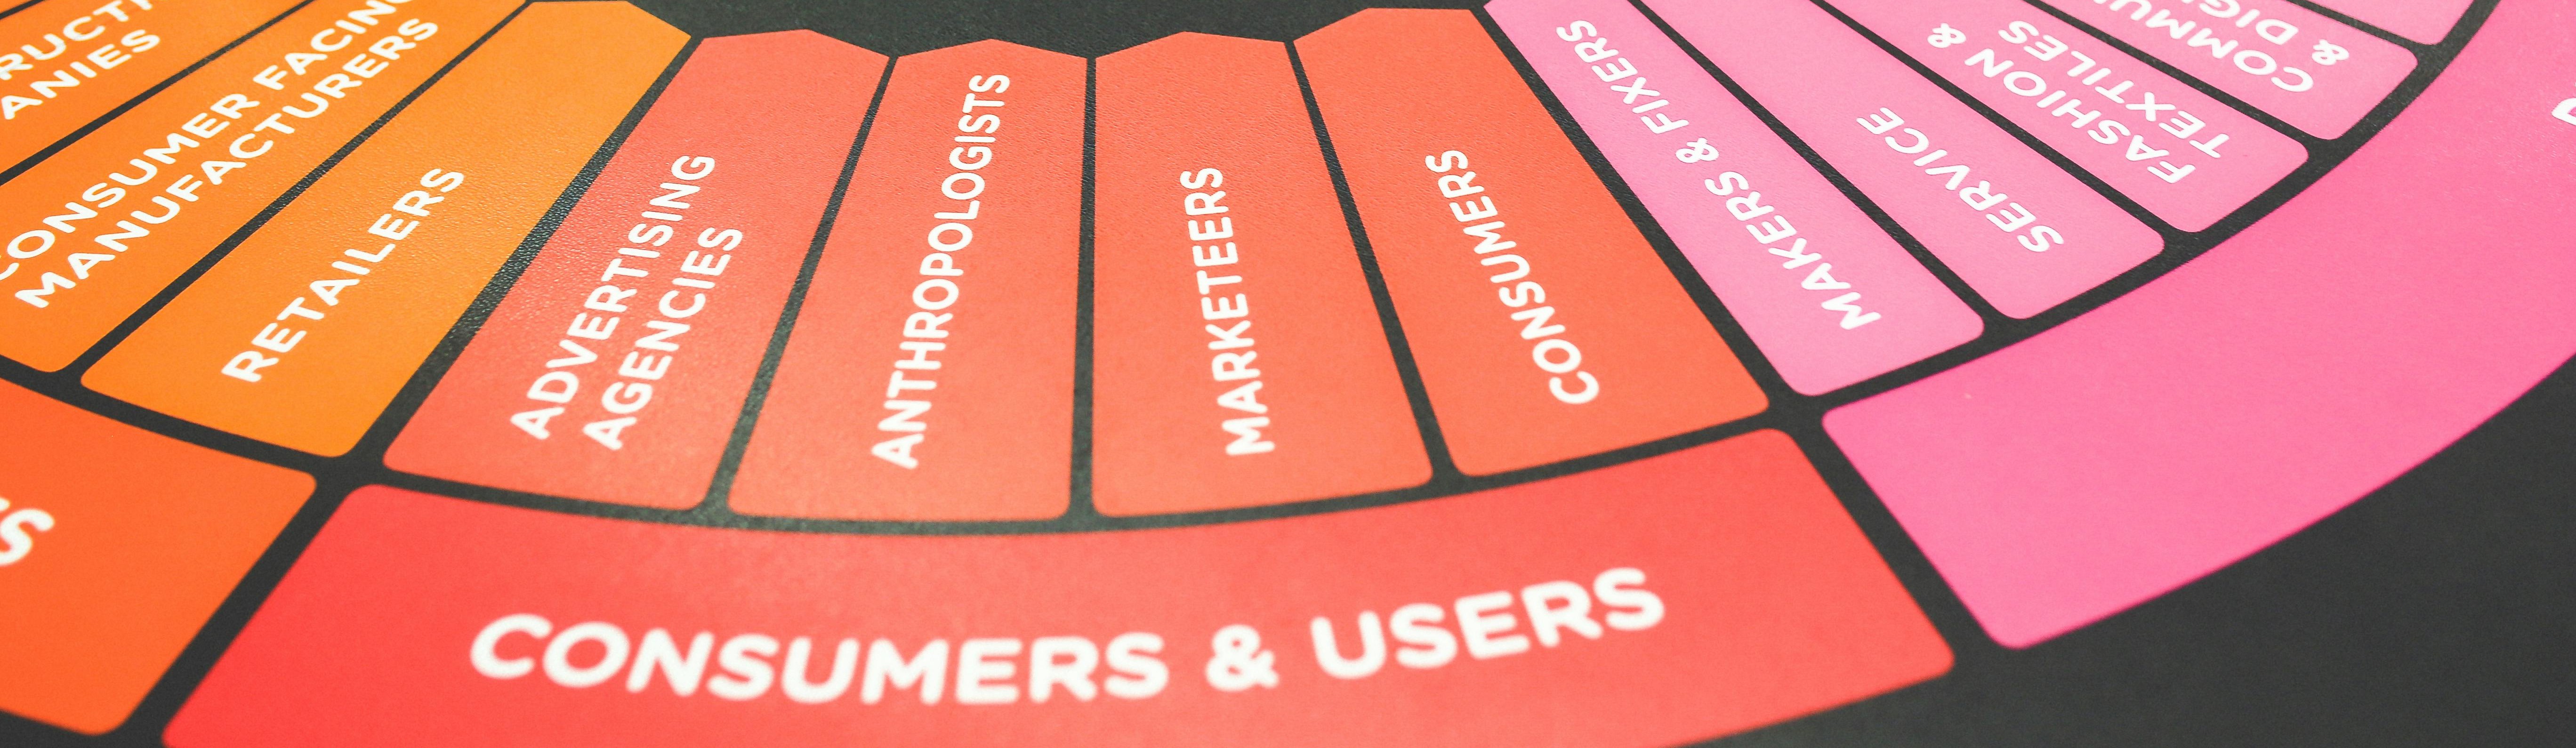 CONSUMER FACING
MANUFACTURERS
RETAILERS
ADVERTISING
AGENCIES
ANTHROPOLOGISTS
MARKETEERS
CONSUMERS
MAKERS & FIXERS
SERVICE
FASHION &
TEXTILES
CONSUMERS & USERS